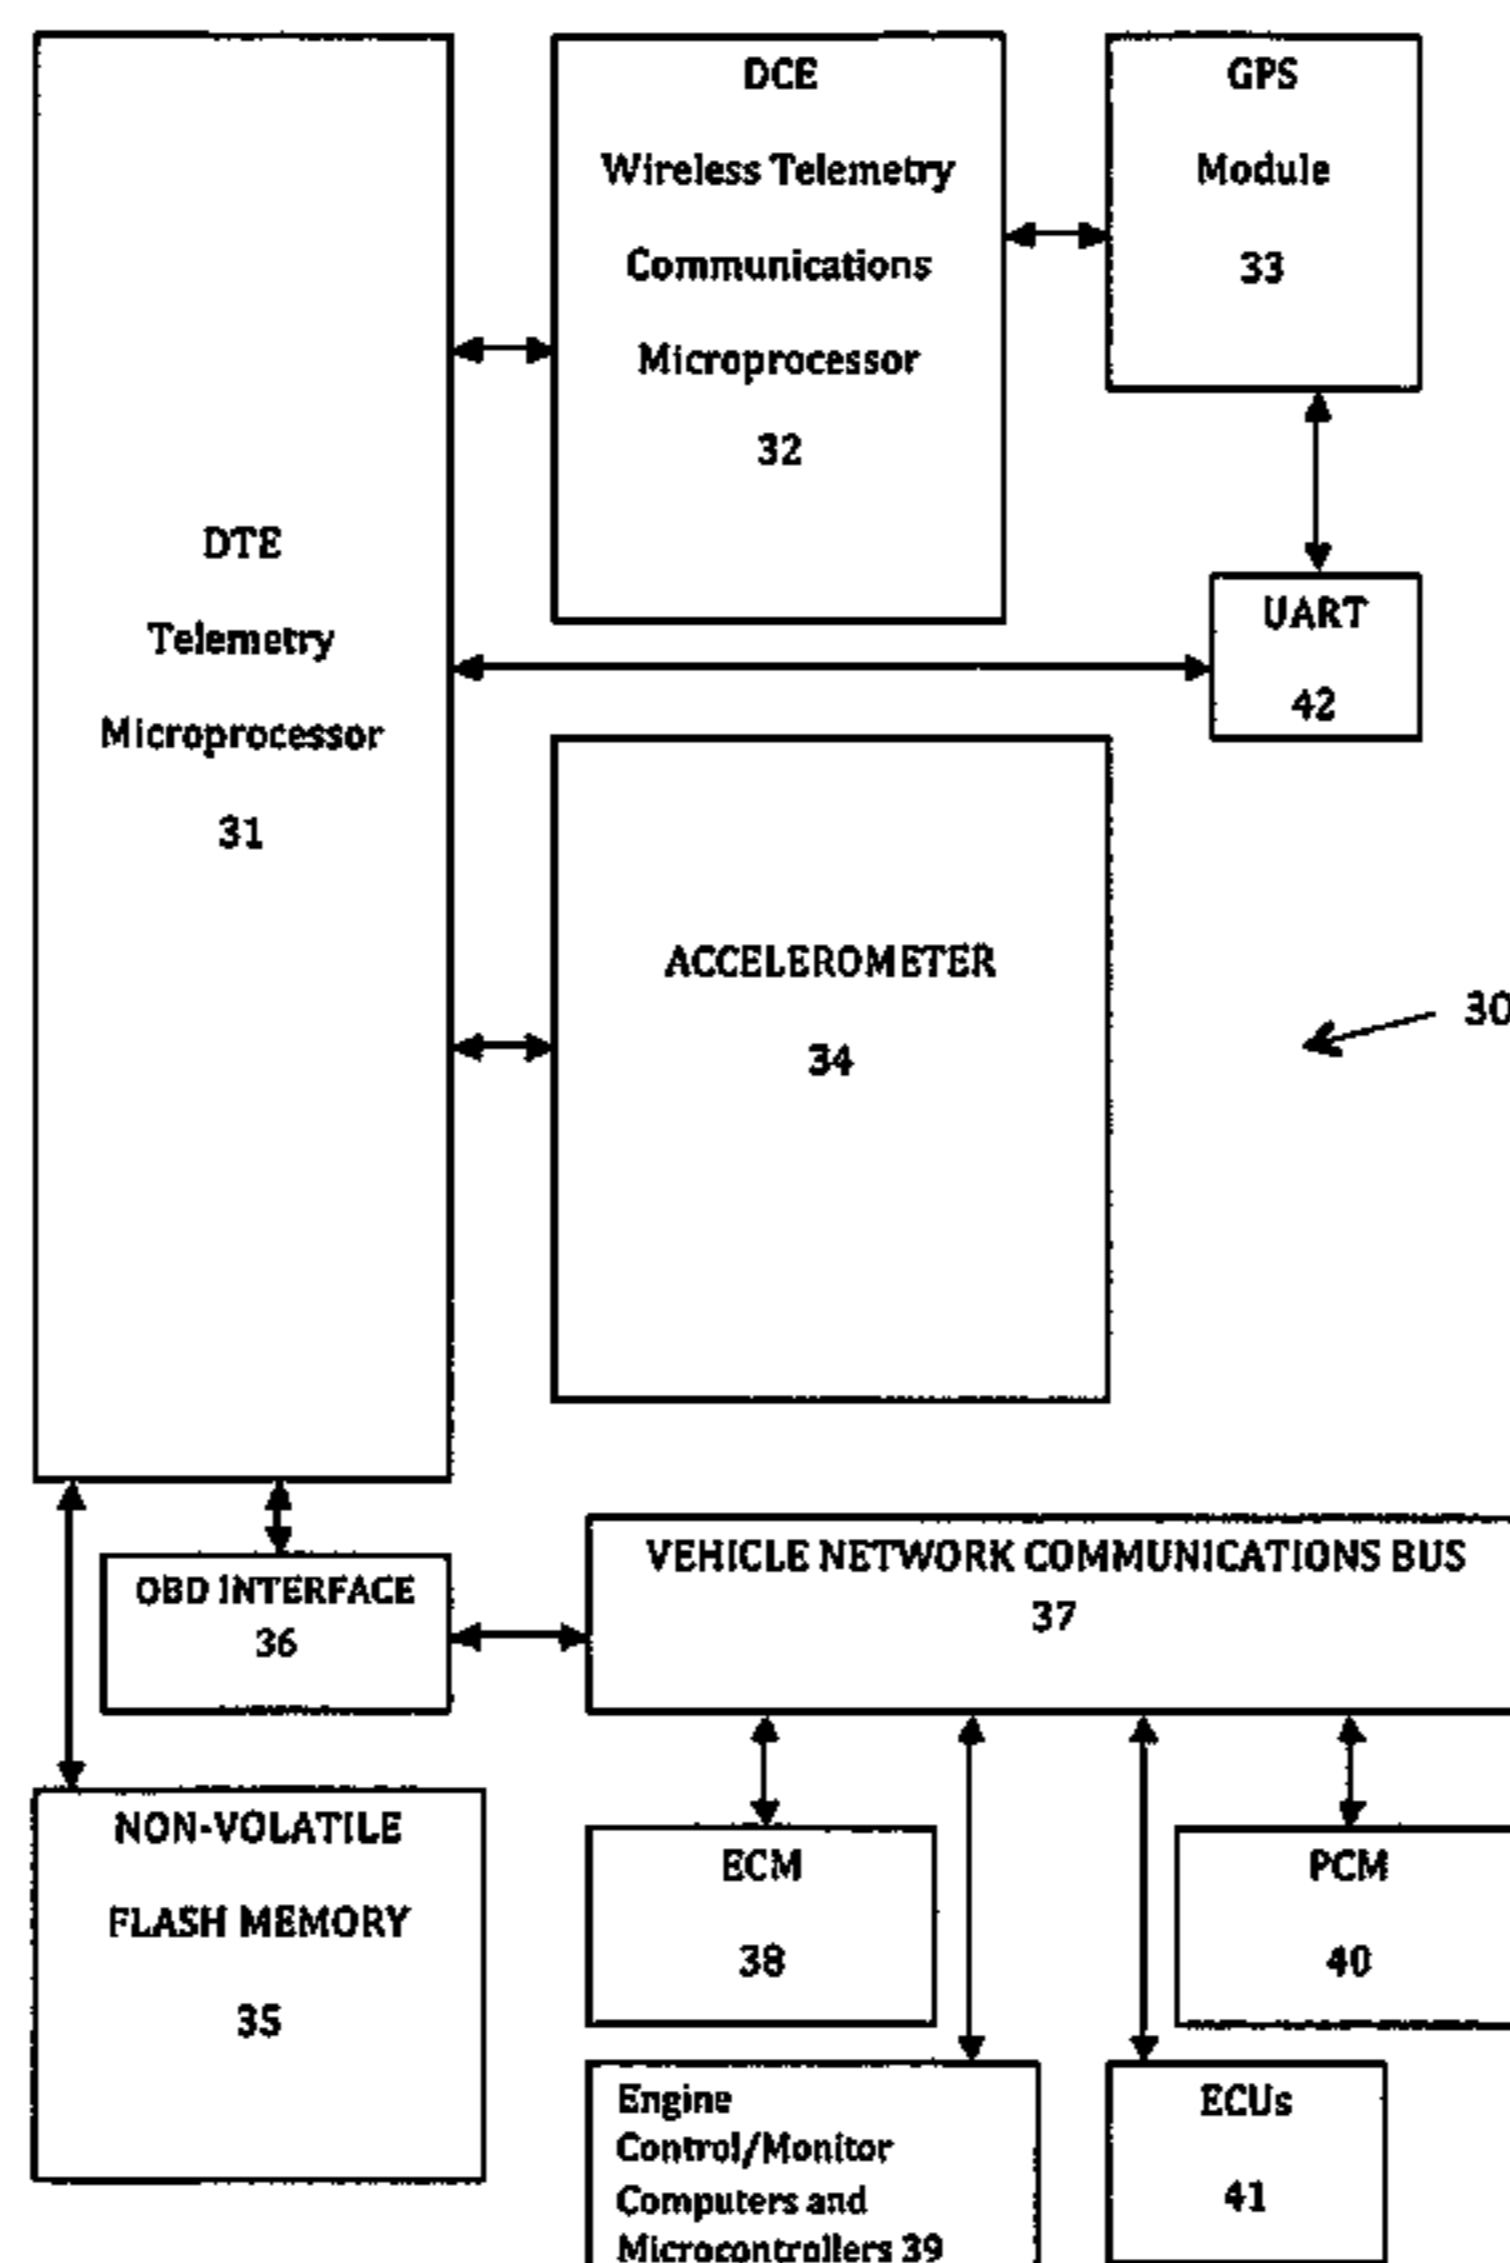 DCE
Wireless Telemetry
Communications
Microprocessor
32
GPS
Module
33
DTE
Telemetry
Microprocessor
31
UART
42
ACCELEROMETER
34
30
OBD INTERFACE
36
VEHICLE NETWORK COMMUNICATIONS BUS
37
NON-VOLATILE
FLASH MEMORY
35
ECM
38
PCM
40
Engine
Control/Monitor
Computers and
Microcontrollers 39
ECUs
41